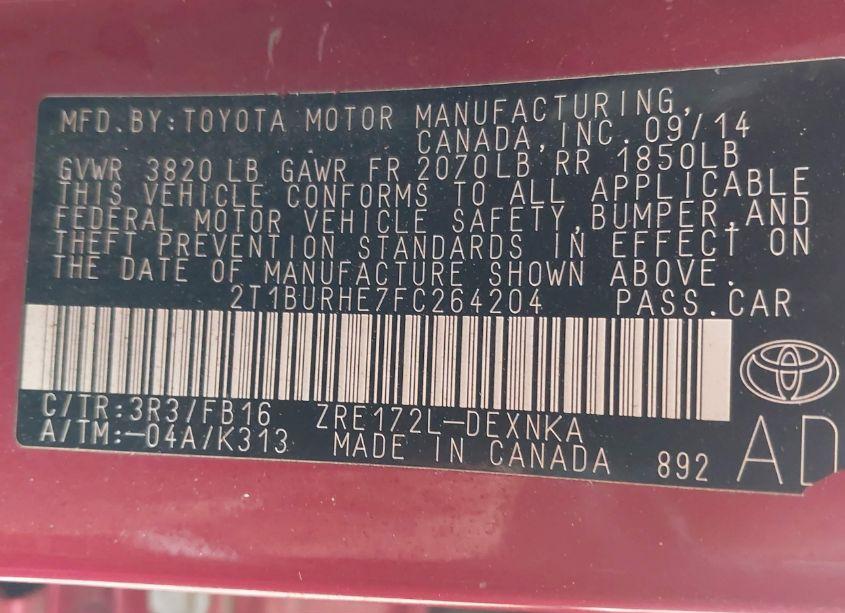 MFD.BY:TOYOTA MOTOR MANUFACTURING,
CANADA,INC. 09/14
GVWR 3820 LB GAWR FR 2070LB RR 1850LB
THIS VEHICLE CONFORMS TO ALL APPLICABLE
FEDERAL MOTOR VEHICLE SAFETY,BUMPER,AND
THEFT PREVENTION STANDARDS IN EFFECT ON
THE DATE OF MANUFACTURE SHOWN ABOVE.
2T1BURHE7FC264204 PASS.CAR
C/TR:3R3/FB16 ZRE172L-DEXNKA
A/TM:-04A/K313 MADE IN CANADA 892 AD